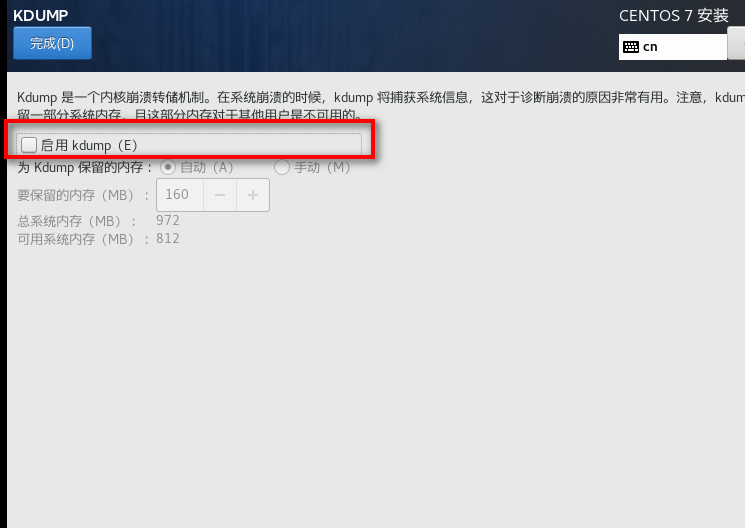 KDUMP
CENTOS 7 安装
完成(D)
cn
Kdump 是一个内核崩溃转储机制。在系统崩溃的时候，kdump 将捕获系统信息，这对于诊断崩溃的原因非常有用。注意，kdum
留一部分系统内存，且这部分内存对于其他用户是不可用的。
启用 kdump（E）
为 Kdump 保留的内存： 自动（A） 手动（M）
要保留的内存（MB）： 160 − +
总系统内存（MB）： 972
可用系统内存（MB）： 812